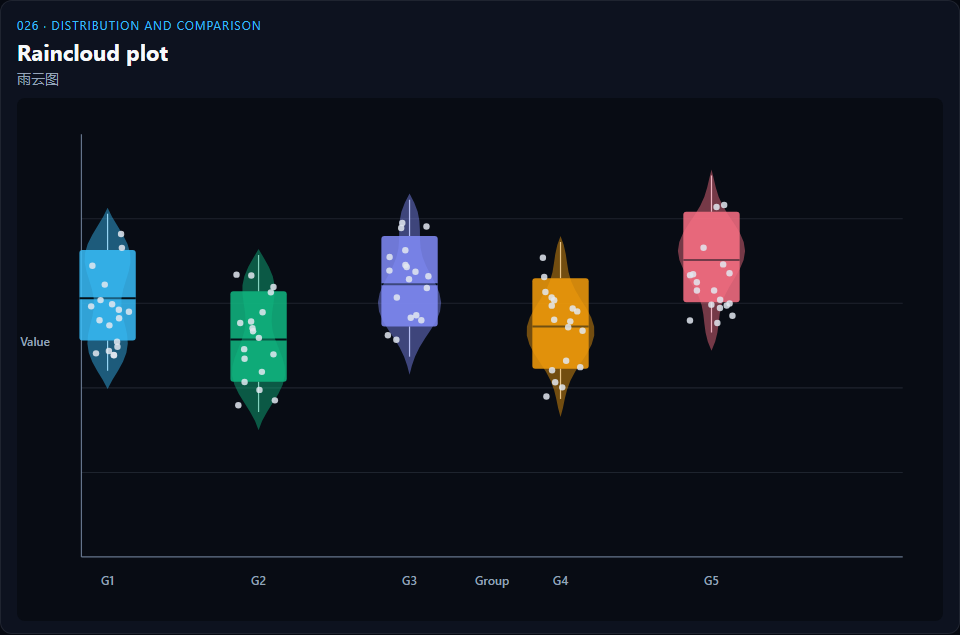 026 · DISTRIBUTION AND COMPARISON
Raincloud plot
雨云图
Value
G1
G2
G3
Group
G4
G5